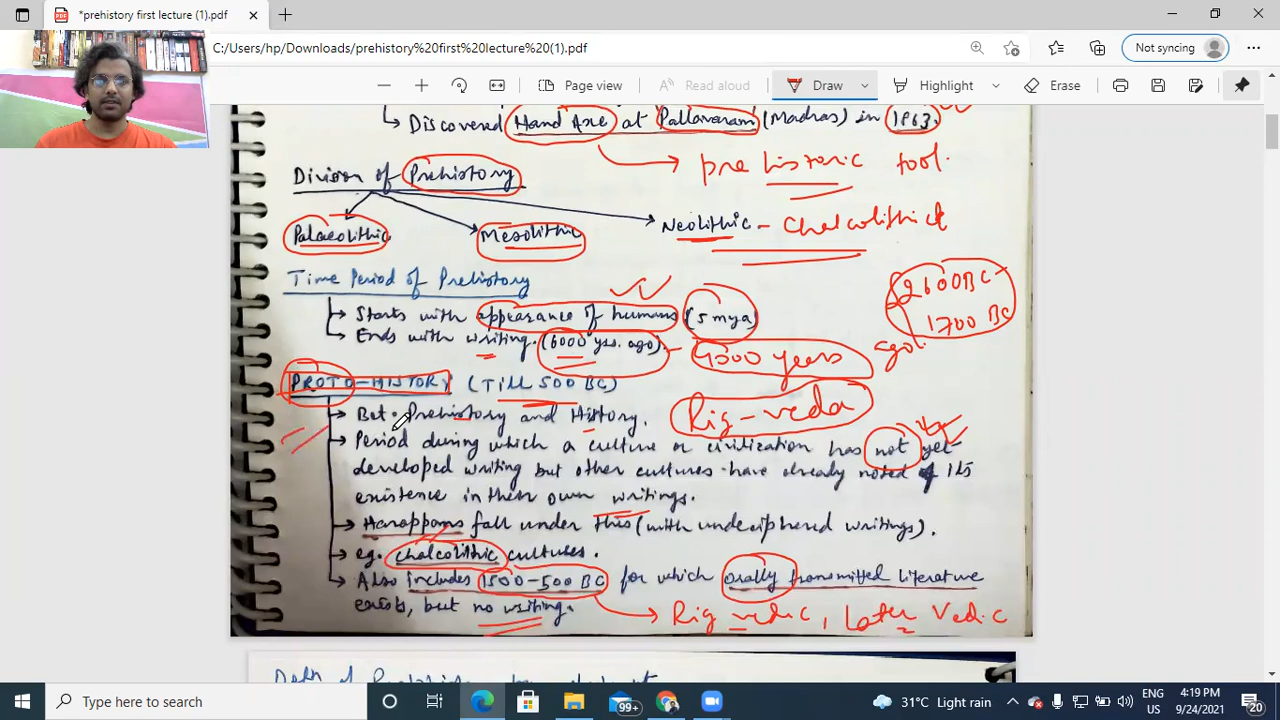 *prehistory first lecture (1).pdf
C:/Users/hp/Downloads/prehistory%20first%20lecture%20(1).pdf
Not syncing
Page view
Read aloud
Draw
Highlight
Erase
Discovered Hand Axe at Pallavaram (Madras) in 1863.
pre historic tool.
Division of Prehistory
Palaeolithic
Mesolithic
Neolithic - Chalcolithic
Time Period of Prehistory
Starts with appearance of humans (5 mya)
2600 BC -
1700 BC
Ends with writing. (6000 yrs. ago) - 4500 years ago.
PROTO-HISTORY (Till 500 BC)
Bet. Prehistory and History.
Rig-veda
Period during which a culture or civilization has not yet
developed writing but other cultures have already noted its
existence in their own writings.
Harappans fall under this (with undeciphered writings).
eg. chalcolithic cultures.
Also includes 1500-500 BC for which orally transmitted literature
exists, but no writing.
Rig vedic, Later Vedic
Type here to search
99+
31°C Light rain
ENG
IN
4:19 PM
9/24/2021
20